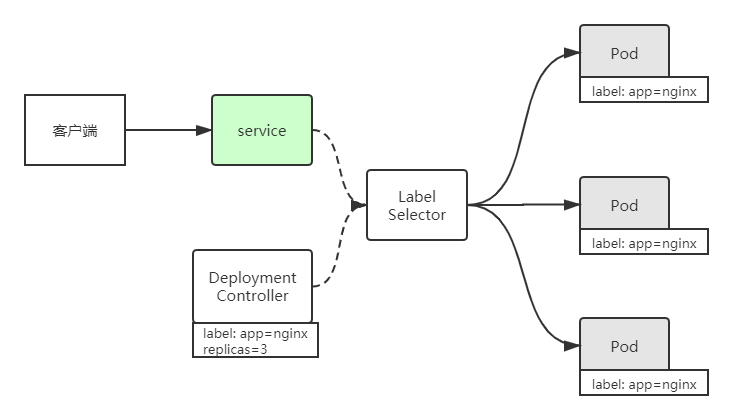 客户端
service
Deployment
Controller
label: app=nginx
replicas=3
Label
Selector
Pod
label: app=nginx
Pod
label: app=nginx
Pod
label: app=nginx